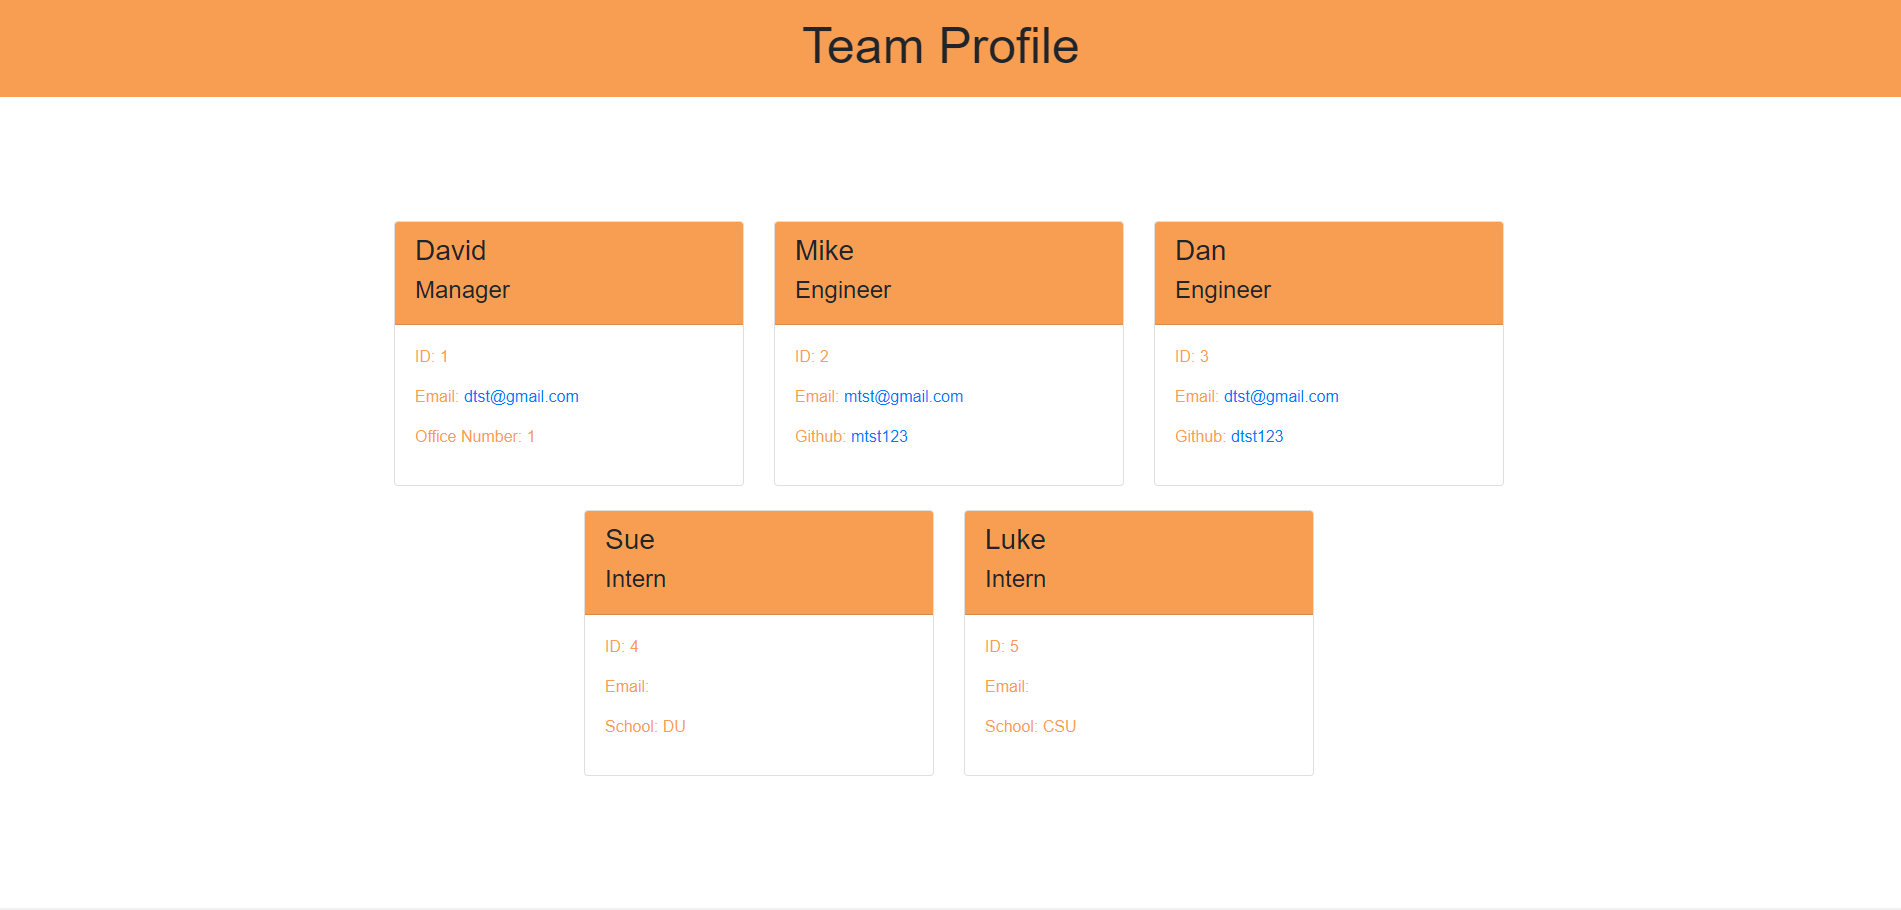 Team Profile
David
Manager
ID: 1
Email: dtst@gmail.com
Office Number: 1
Mike
Engineer
ID: 2
Email: mtst@gmail.com
Github: mtst123
Dan
Engineer
ID: 3
Email: dtst@gmail.com
Github: dtst123
Sue
Intern
ID: 4
Email:
School: DU
Luke
Intern
ID: 5
Email:
School: CSU